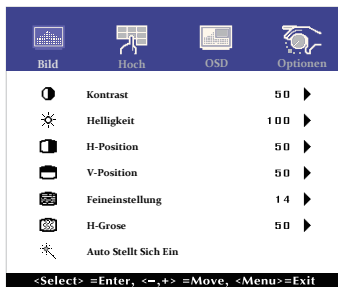 Bild Hoch OSD Optionen
Kontrast 50
Helligkeit 100
H-Position 50
V-Position 50
Feineinstellung 14
H-Grose 50
Auto Stellt Sich Ein
<Select> =Enter, <−,+> =Move, <Menu>=Exit